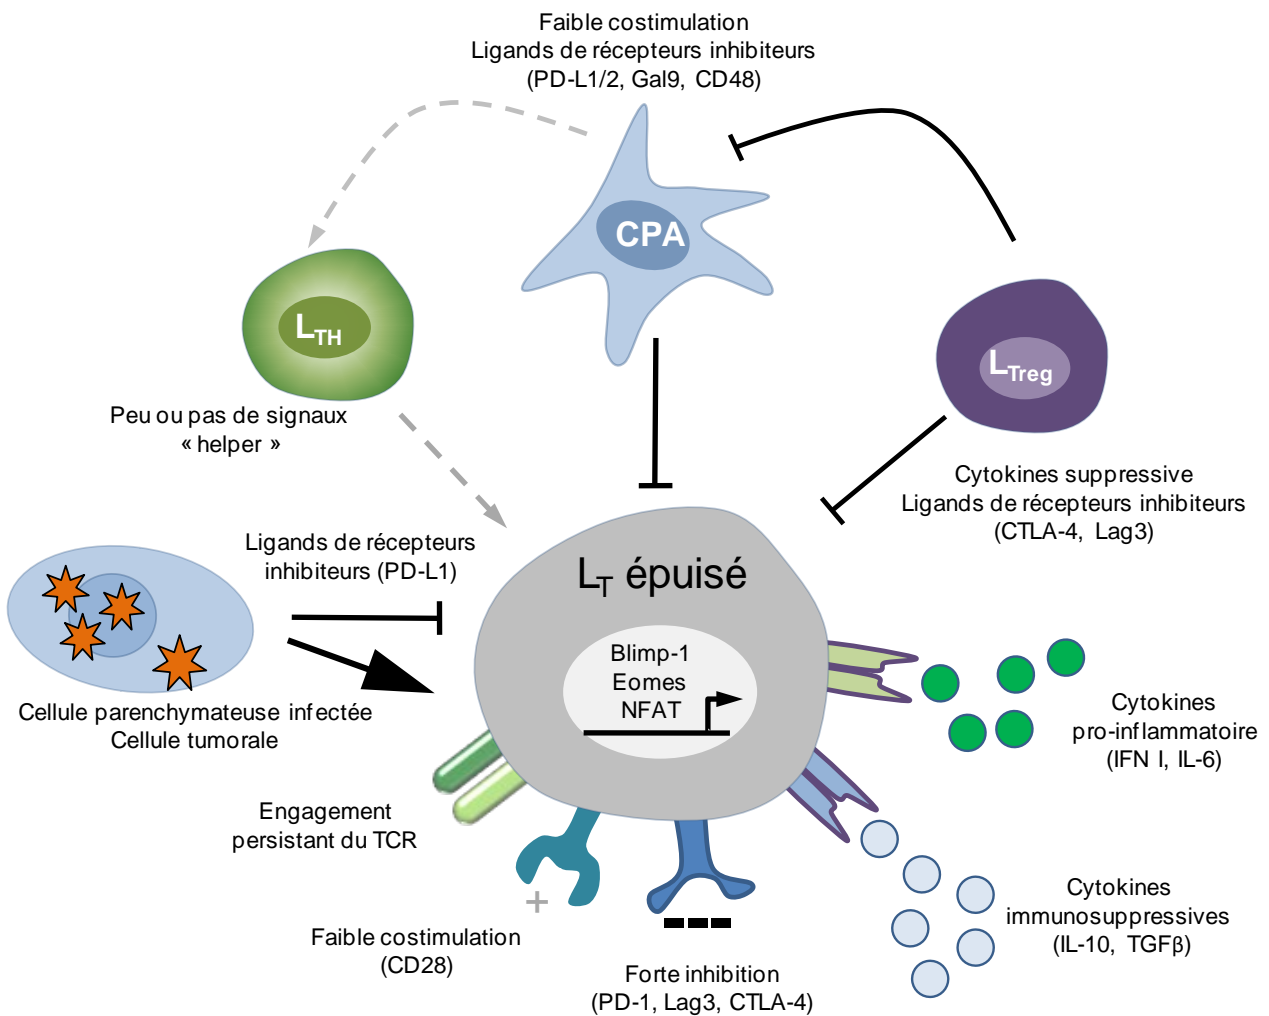 Faible costimulation
Ligands de récepteurs inhibiteurs
(PD-L1/2, Gal9, CD48)
CPA
LTH
LTreg
Peu ou pas de signaux
« helper »
Cytokines suppressive
Ligands de récepteurs inhibiteurs
(CTLA-4, Lag3)
Ligands de récepteurs
inhibiteurs (PD-L1)
LT épuisé
Blimp-1
Eomes
NFAT
Cellule parenchymateuse infectée
Cellule tumorale
Cytokines
pro-inflammatoire
(IFN I, IL-6)
Engagement
persistant du TCR
+
Faible costimulation
(CD28)
---
Forte inhibition
(PD-1, Lag3, CTLA-4)
Cytokines
immunosuppressives
(IL-10, TGFβ)